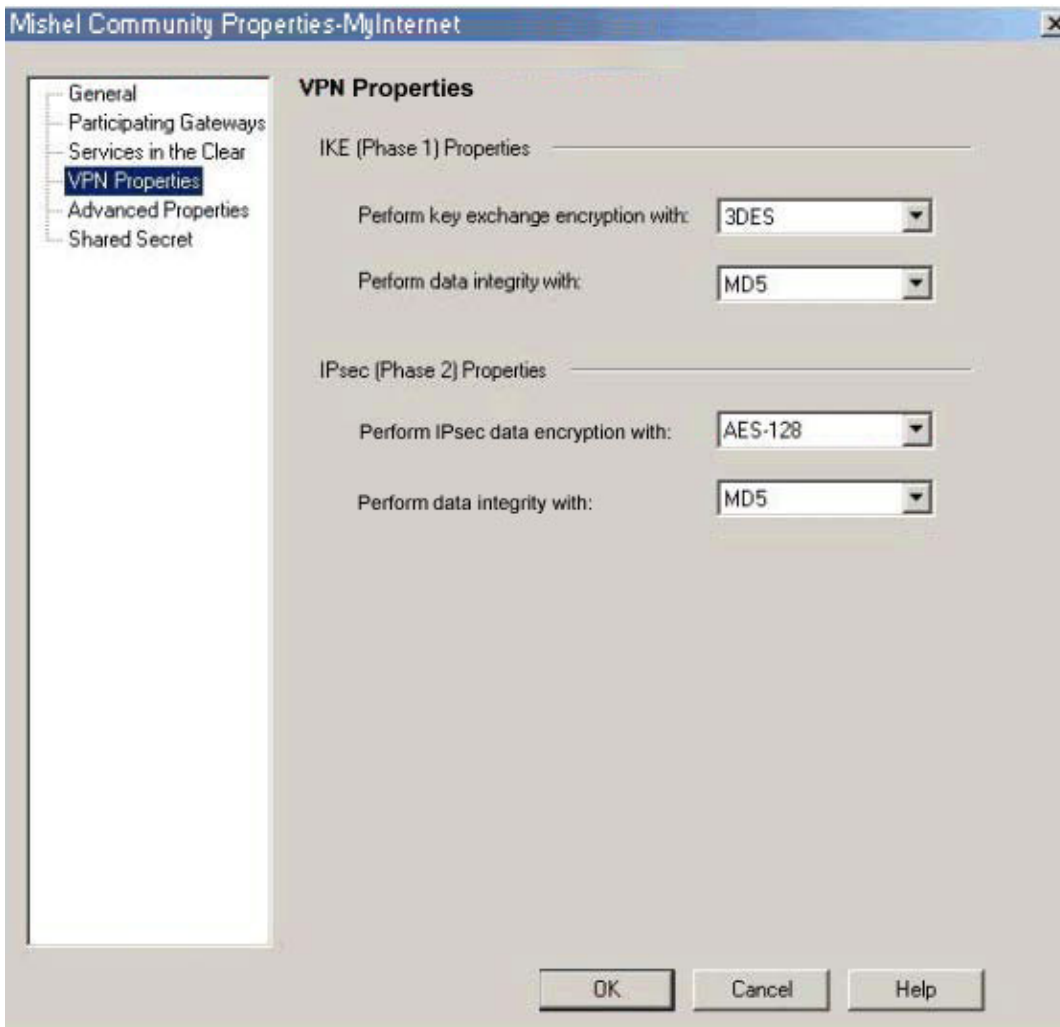 Mishel Community Properties-MyInternet
General
Participating Gateways
Services in the Clear
VPN Properties
Advanced Properties
Shared Secret
VPN Properties
IKE (Phase 1) Properties
Perform key exchange encryption with: 3DES
Perform data integrity with: MD5
IPsec (Phase 2) Properties
Perform IPsec data encryption with: AES-128
Perform data integrity with: MD5
OK Cancel Help